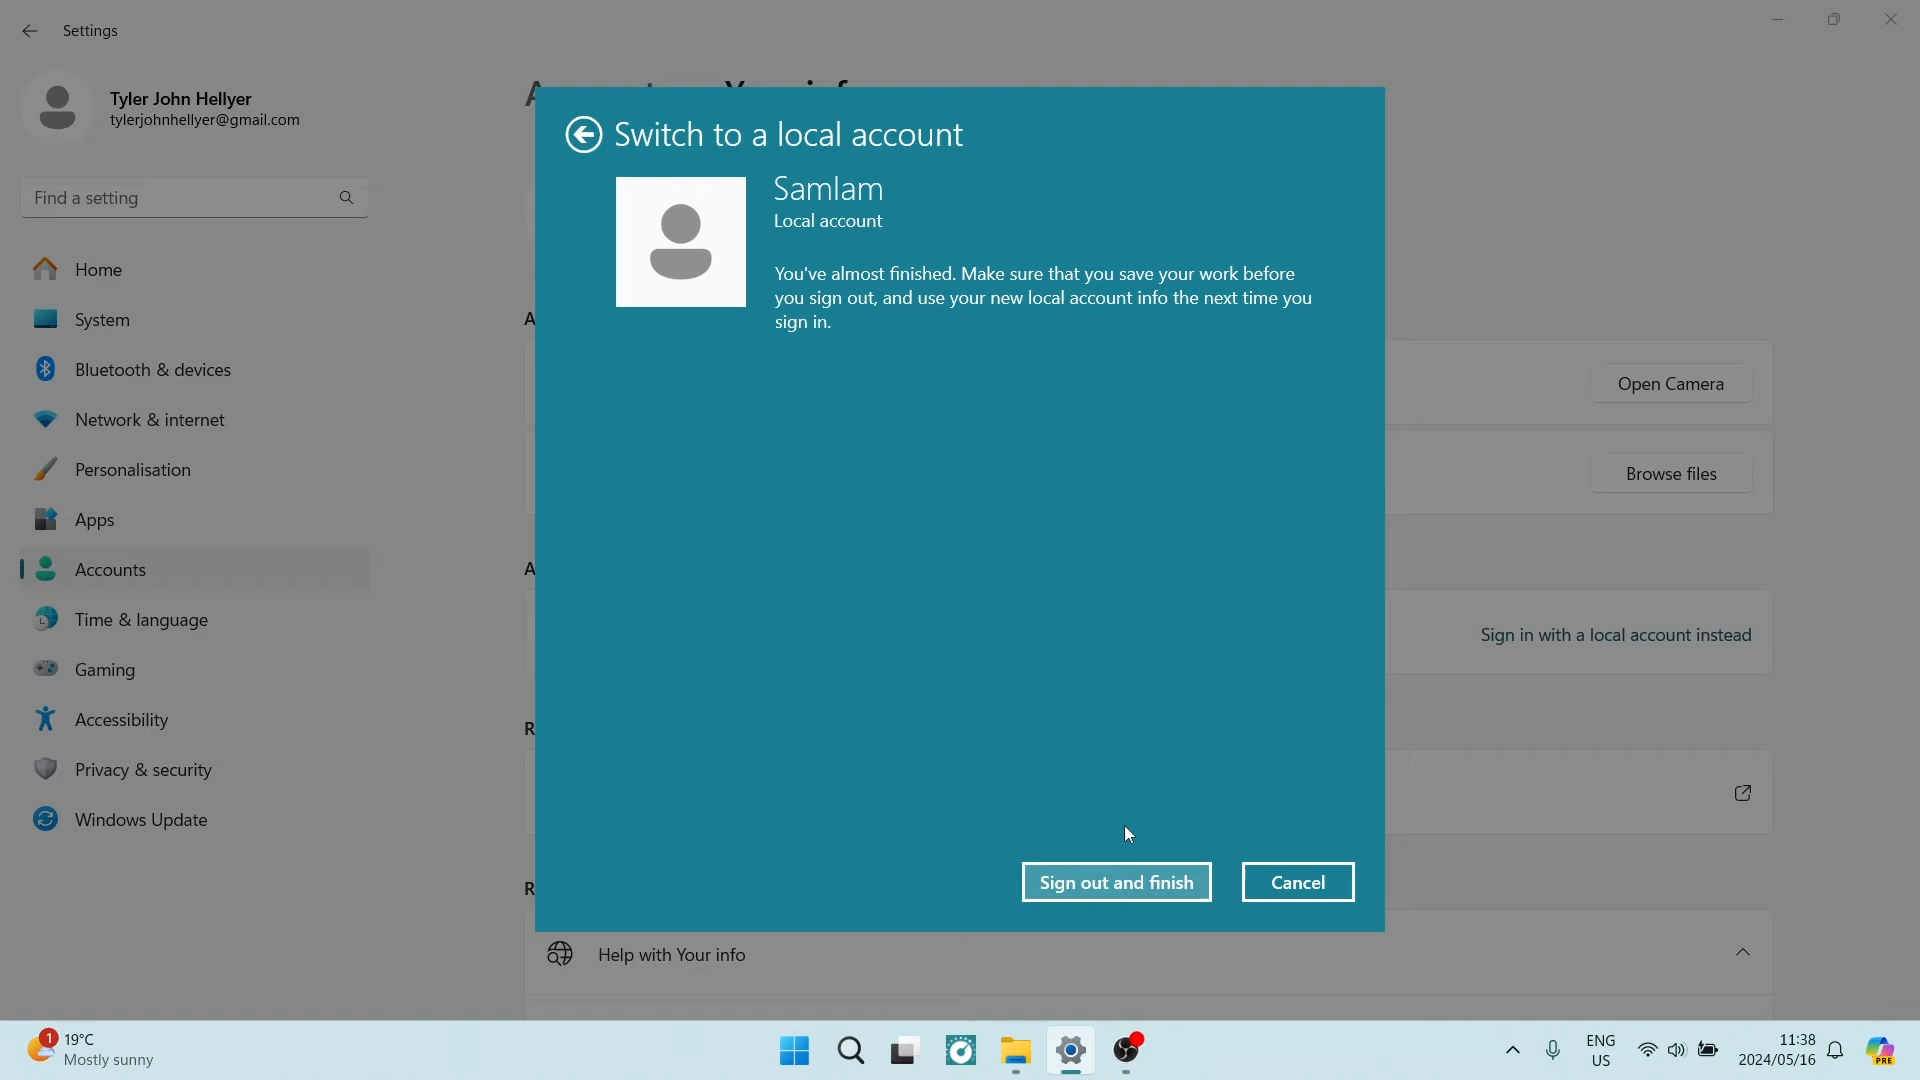 Settings
Tyler John Hellyer
tylerjohnhellyer@gmail.com
Find a setting
Home
System
Bluetooth & devices
Network & internet
Personalisation
Apps
Accounts
Time & language
Gaming
Accessibility
Privacy & security
Windows Update
Switch to a local account
Samlam
Local account
You've almost finished. Make sure that you save your work before
you sign out, and use your new local account info the next time you
sign in.
Sign out and finish
Cancel
Open Camera
Browse files
Sign in with a local account instead
Help with Your info
1
19°C
Mostly sunny
ENG
US
11:38
2024/05/16
PRE